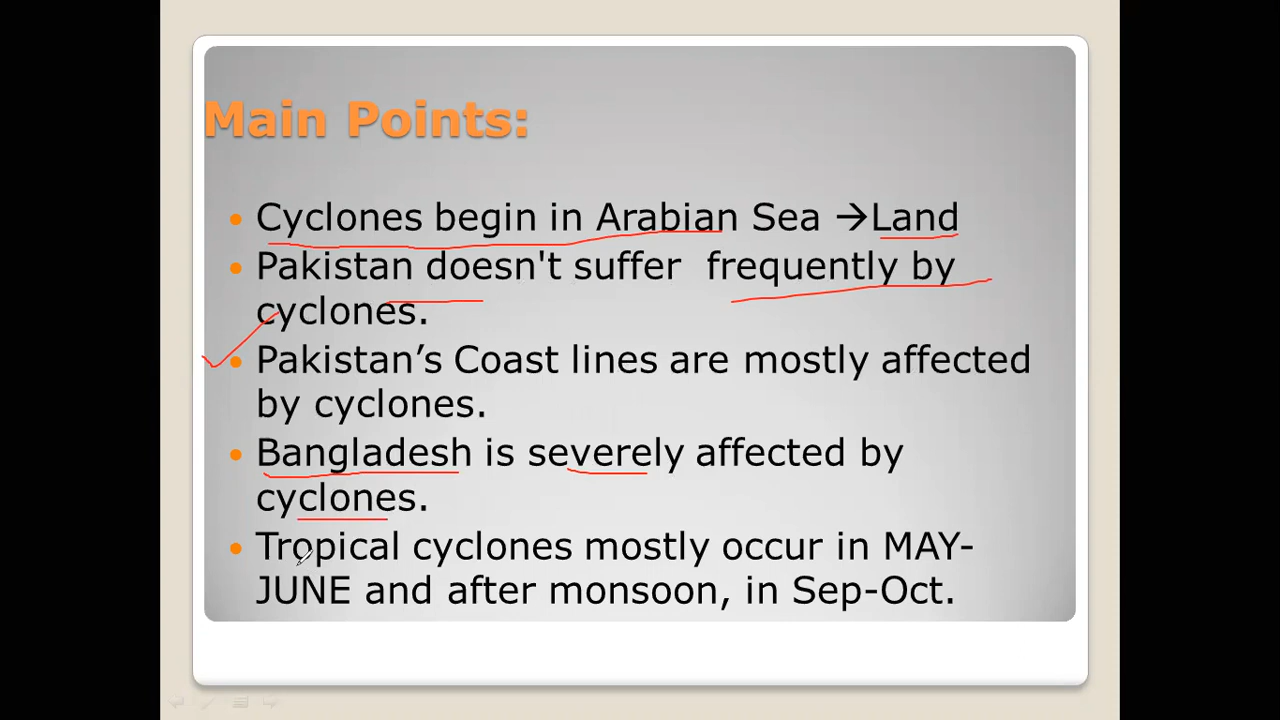 Main Points:
• Cyclones begin in Arabian Sea →Land
• Pakistan doesn't suffer  frequently by
cyclones.
• Pakistan’s Coast lines are mostly affected
by cyclones.
• Bangladesh is severely affected by
cyclones.
• Tropical cyclones mostly occur in MAY-
JUNE and after monsoon, in Sep-Oct.